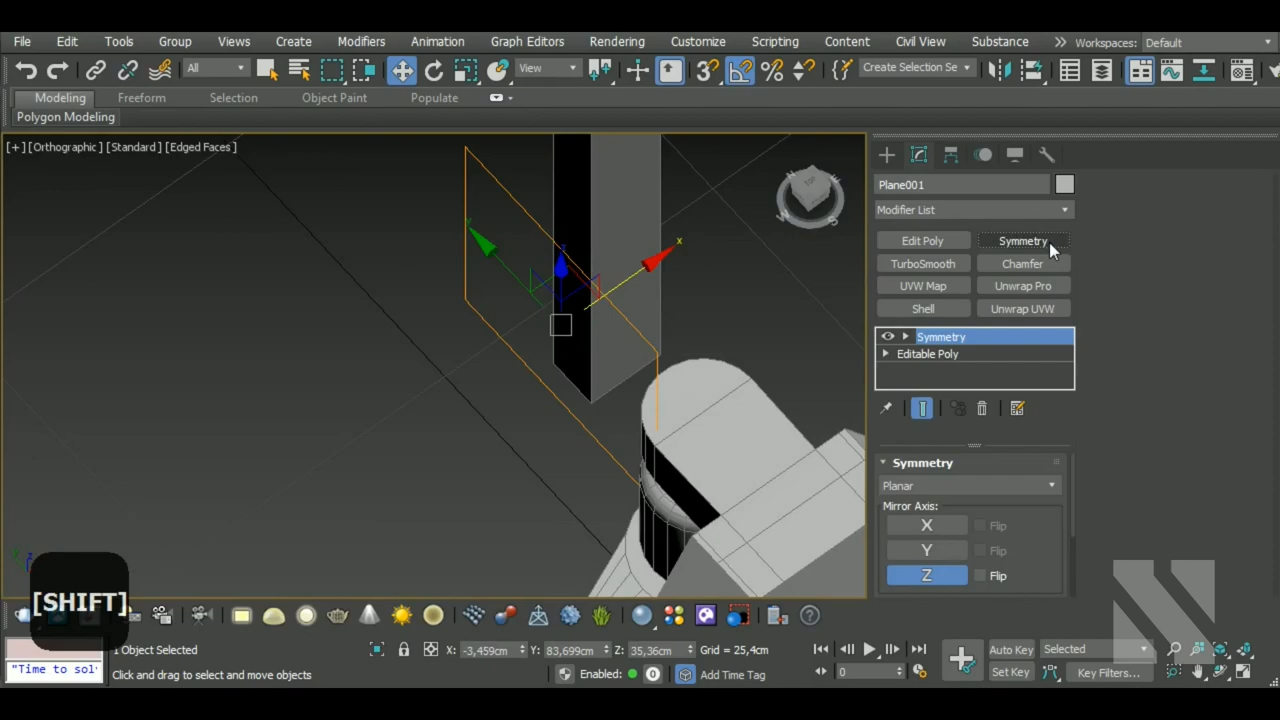 File Edit Tools Group Views Create Modifiers Animation Graph Editors Rendering Customize Scripting Content Civil View Substance Workspaces: Default
All View Create Selection Se
Modeling Freeform Selection Object Paint Populate
Polygon Modeling
[+] [Orthographic] [Standard] [Edged Faces]
TOP
W
S
x
z
Plane001
Modifier List
Edit Poly Symmetry
TurboSmooth Chamfer
UVW Map Unwrap Pro
Shell Unwrap UVW
Symmetry
Editable Poly
Symmetry
Planar
Mirror Axis:
X Flip
Y Flip
Z Flip
[SHIFT]
1 Object Selected X: -3,459cm Y: 83,699cm Z: 35,36cm Grid = 25,4cm Auto Key Selected
"Time to sol Click and drag to select and move objects Enabled: 0 Add Time Tag 0 Set Key Key Filters...